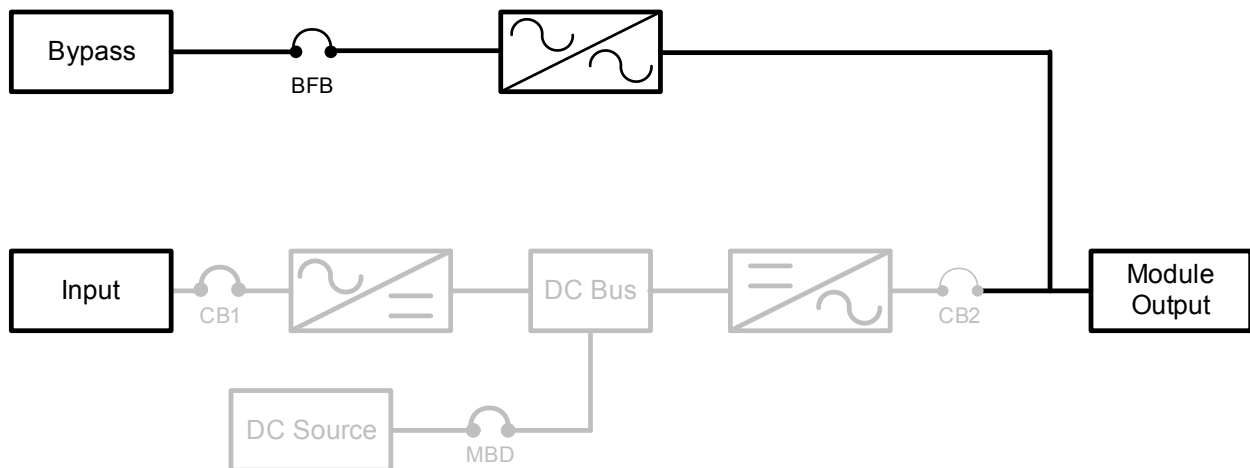 Bypass
BFB
Input
CB1
DC Bus
CB2
Module
Output
DC Source
MBD